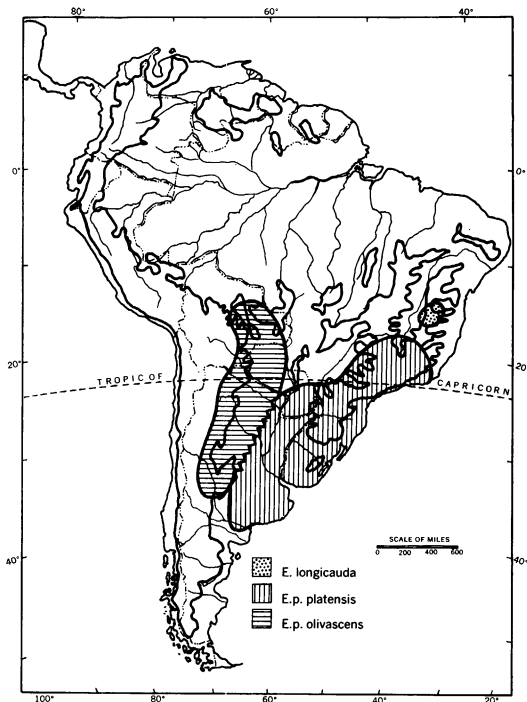 80° 60° 40°
0° 0°
20° 20
TROPIC OF CAPRICORN
SCALE OF MILES
0 200 400 600
40° 40°
E. longicauda
E.p. platensis
E.p. olivascens
100° 80° 60° 40° 20°